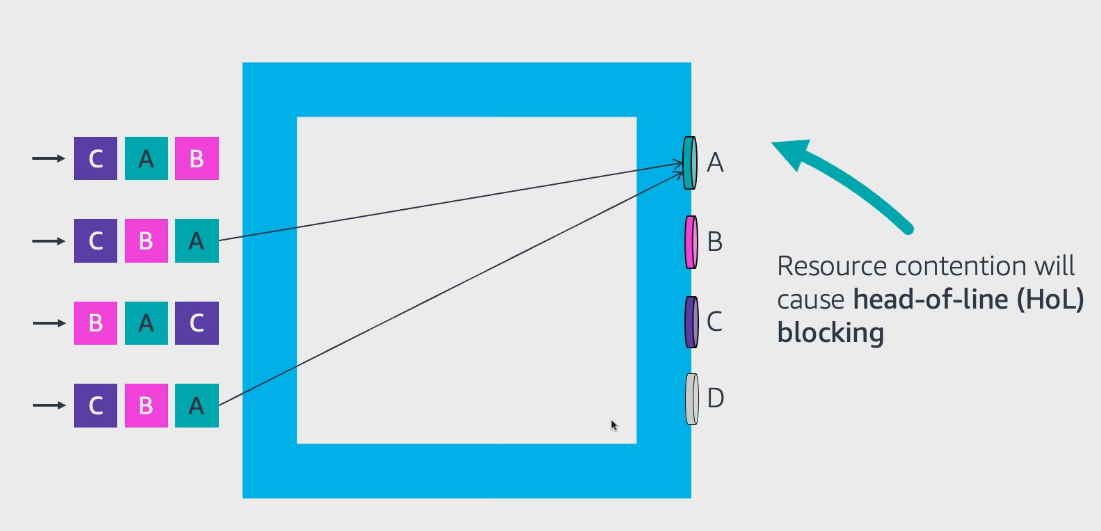 C A B
A
C B A
B
B A C
C
C B A
D
Resource contention will
cause head-of-line (HoL)
blocking